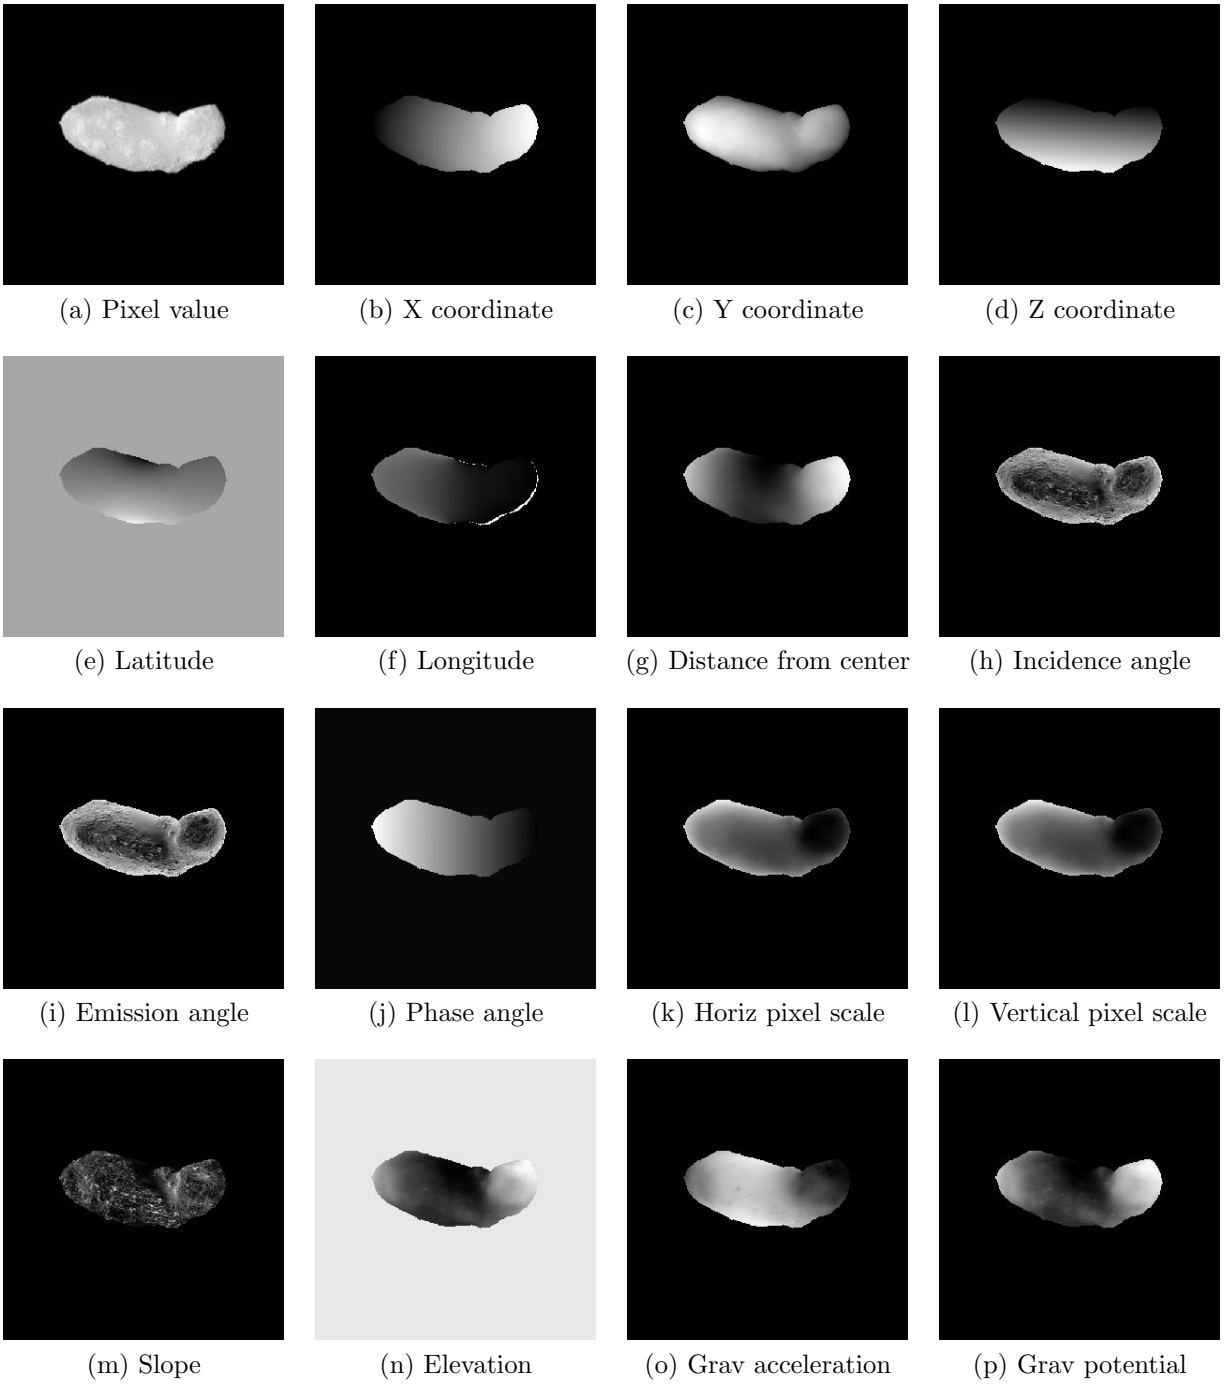 (a) Pixel value
(b) X coordinate
(c) Y coordinate
(d) Z coordinate
(e) Latitude
(f) Longitude
(g) Distance from center
(h) Incidence angle
(i) Emission angle
(j) Phase angle
(k) Horiz pixel scale
(l) Vertical pixel scale
(m) Slope
(n) Elevation
(o) Grav acceleration
(p) Grav potential